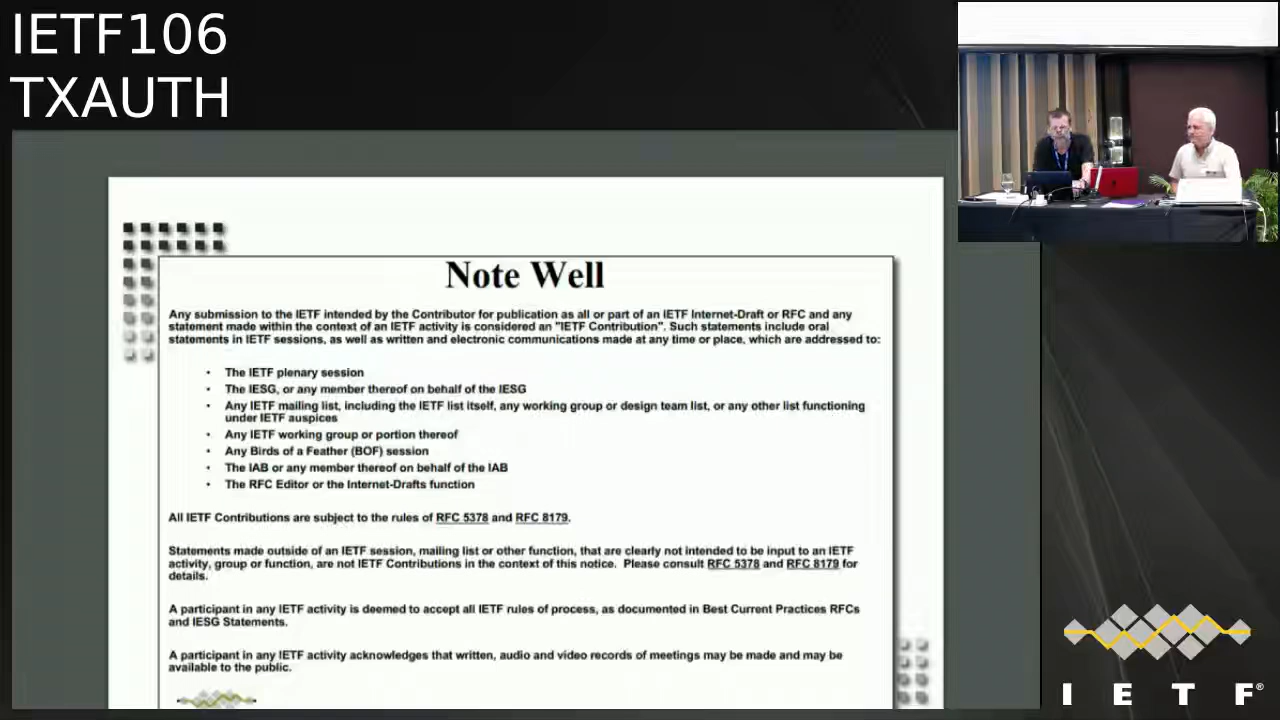 IETF106
TXAUTH
Note Well
Any submission to the IETF intended by the Contributor for publication as all or part of an IETF Internet-Draft or RFC and any
statement made within the context of an IETF activity is considered an "IETF Contribution". Such statements include oral
statements in IETF sessions, as well as written and electronic communications made at any time or place, which are addressed to:
• The IETF plenary session
• The IESG, or any member thereof on behalf of the IESG
• Any IETF mailing list, including the IETF list itself, any working group or design team list, or any other list functioning
under IETF auspices
• Any IETF working group or portion thereof
• Any Birds of a Feather (BOF) session
• The IAB or any member thereof on behalf of the IAB
• The RFC Editor or the Internet-Drafts function
All IETF Contributions are subject to the rules of RFC 5378 and RFC 8179.
Statements made outside of an IETF session, mailing list or other function, that are clearly not intended to be input to an IETF
activity, group or function, are not IETF Contributions in the context of this notice. Please consult RFC 5378 and RFC 8179 for
details.
A participant in any IETF activity is deemed to accept all IETF rules of process, as documented in Best Current Practices RFCs
and IESG Statements.
A participant in any IETF activity acknowledges that written, audio and video records of meetings may be made and may be
available to the public.
I E T F®